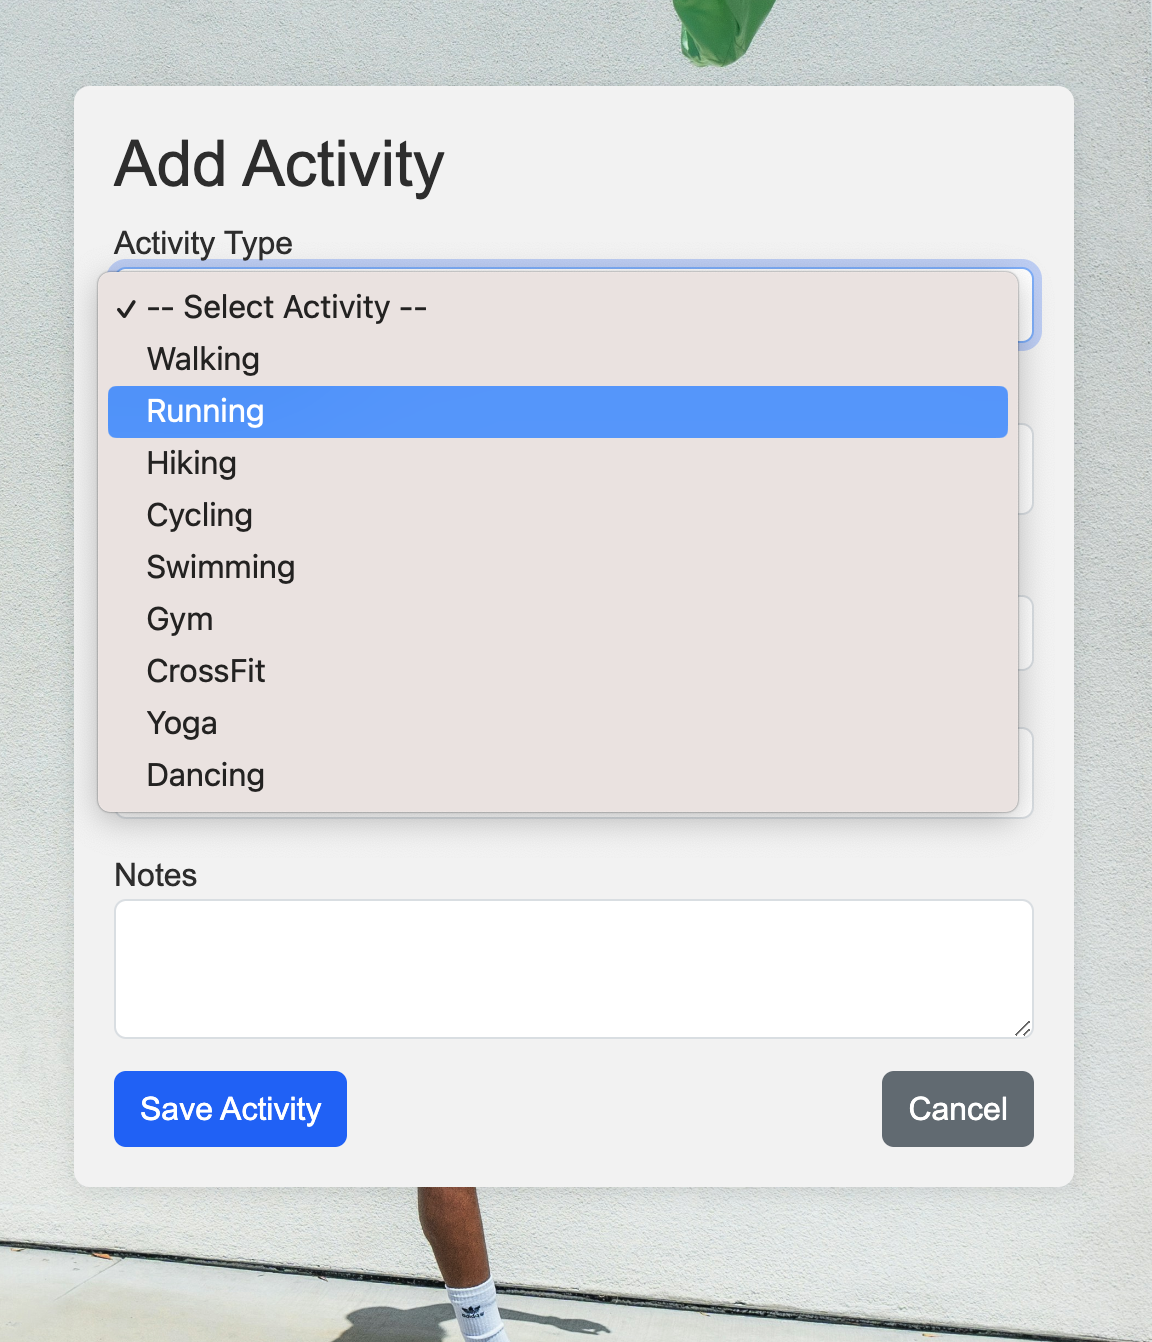 Add Activity
Activity Type
✓ -- Select Activity --
Walking
Running
Hiking
Cycling
Swimming
Gym
CrossFit
Yoga
Dancing
Notes
Save Activity
Cancel
adidas